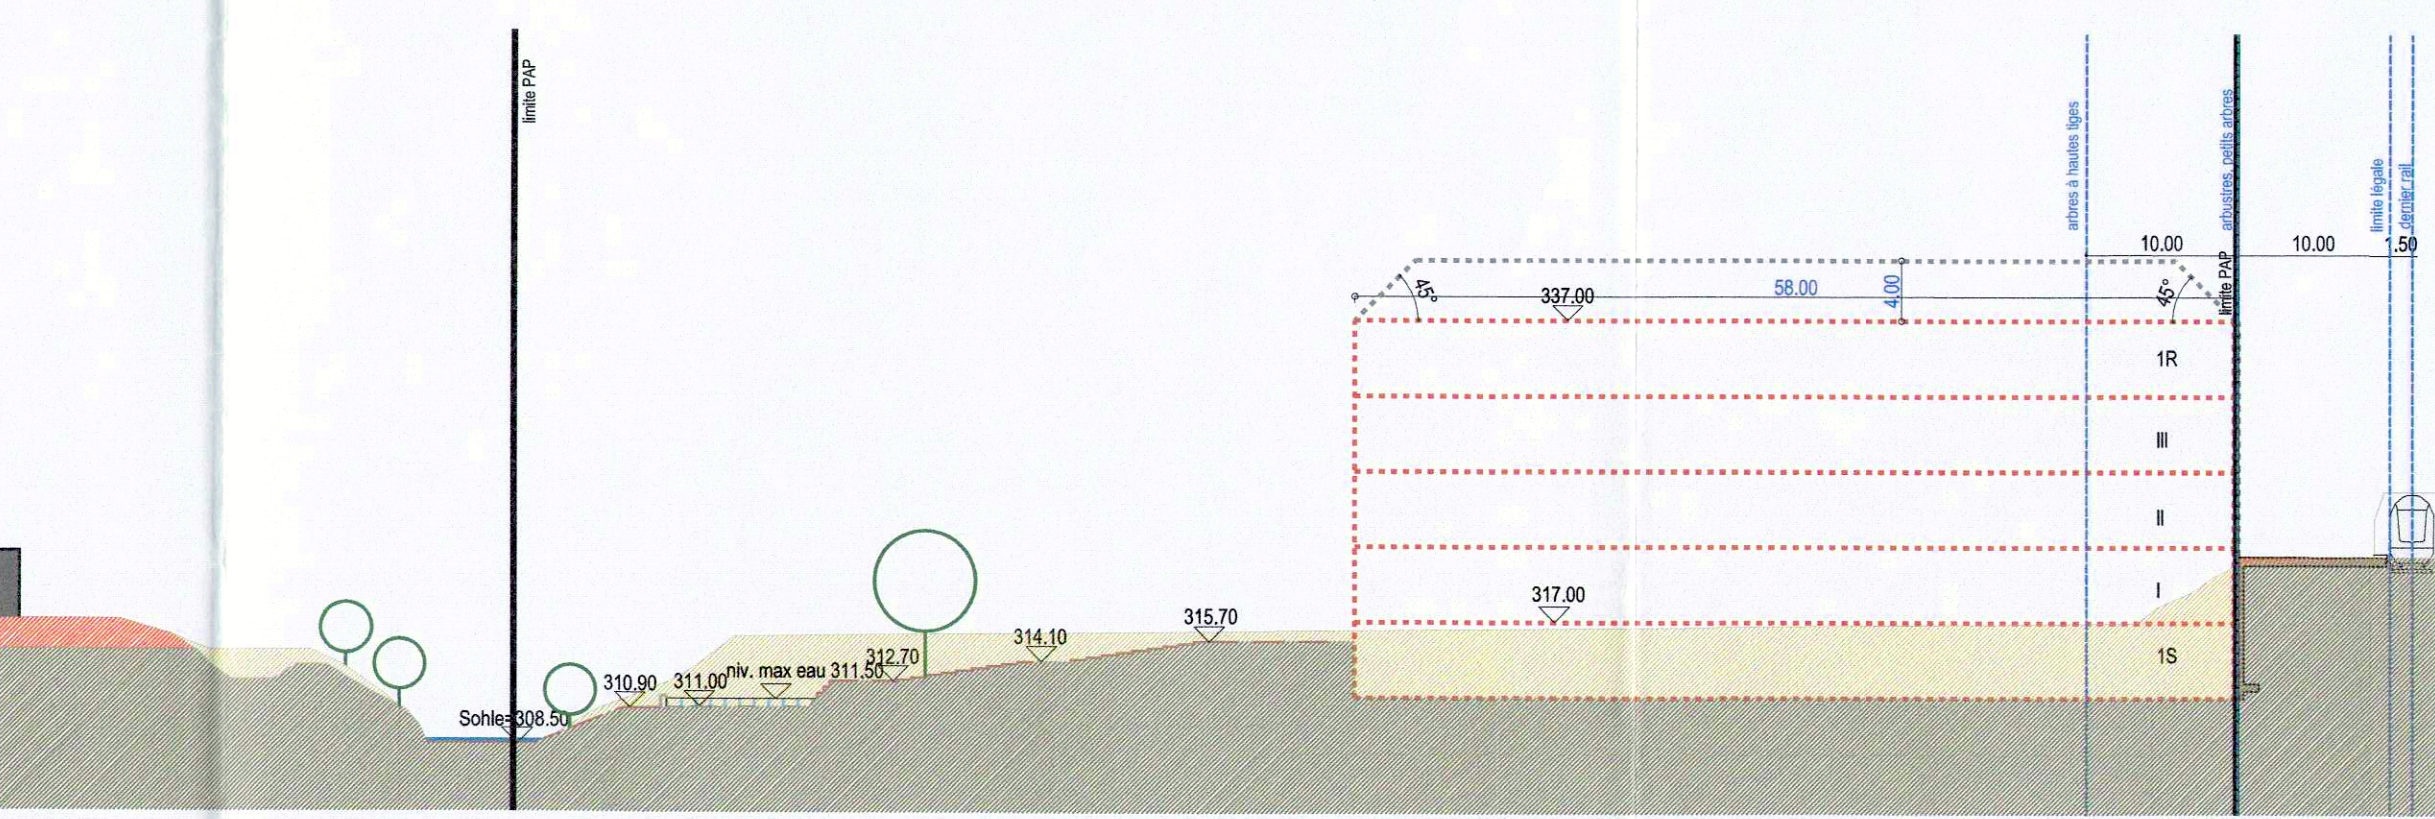 limite PAP
arbres à hautes tiges
arbustres, petits arbres
limite légale
dernier rail
10.00
10.00
1.50
limite PAP
45°
337.00
58.00
4.00
45°
1R
III
II
I
317.00
1S
315.70
314.10
312.70
niv. max eau 311.50
311.00
310.90
Sohle=308.50